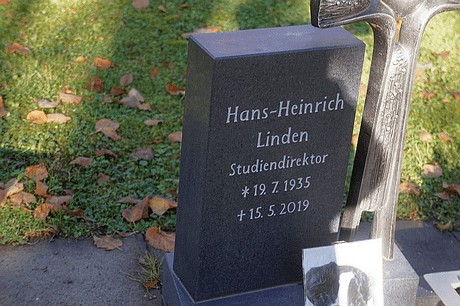 Hans-Heinrich
Linden
Studiendirektor
* 19. 7. 1935
+ 15. 5. 2019